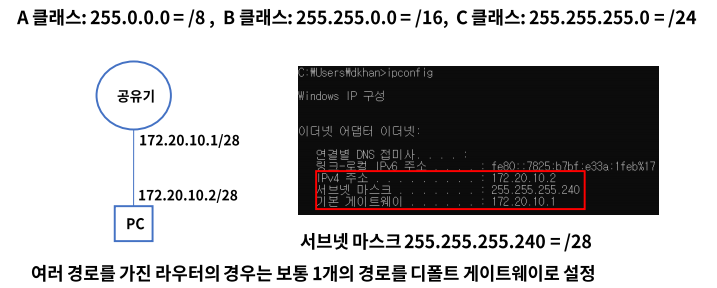 A 클래스: 255.0.0.0 = /8 , B 클래스: 255.255.0.0 = /16, C 클래스: 255.255.255.0 = /24
공유기
172.20.10.1/28
172.20.10.2/28
PC
C:₩Users₩dkhan>ipconfig
Windows IP 구성
이더넷 어댑터 이더넷:
연결별 DNS 접미사. . . . :
링크-로컬 IPv6 주소 . . . . : fe80::7825:b7bf:e33a:1feb%17
IPv4 주소 . . . . . . . . . : 172.20.10.2
서브넷 마스크 . . . . . . . : 255.255.255.240
기본 게이트웨이 . . . . . . : 172.20.10.1
서브넷 마스크 255.255.255.240 = /28
여러 경로를 가진 라우터의 경우는 보통 1개의 경로를 디폴트 게이트웨이로 설정